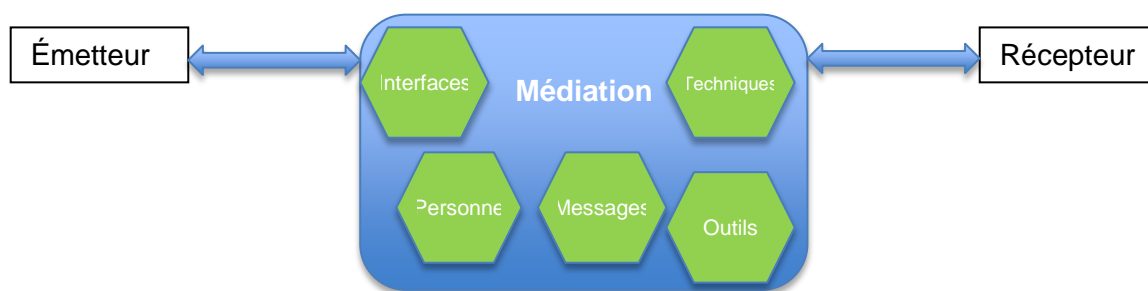 Émetteur
Interfaces
Médiation
Techniques
Récepteur
Personne
Messages
Outils